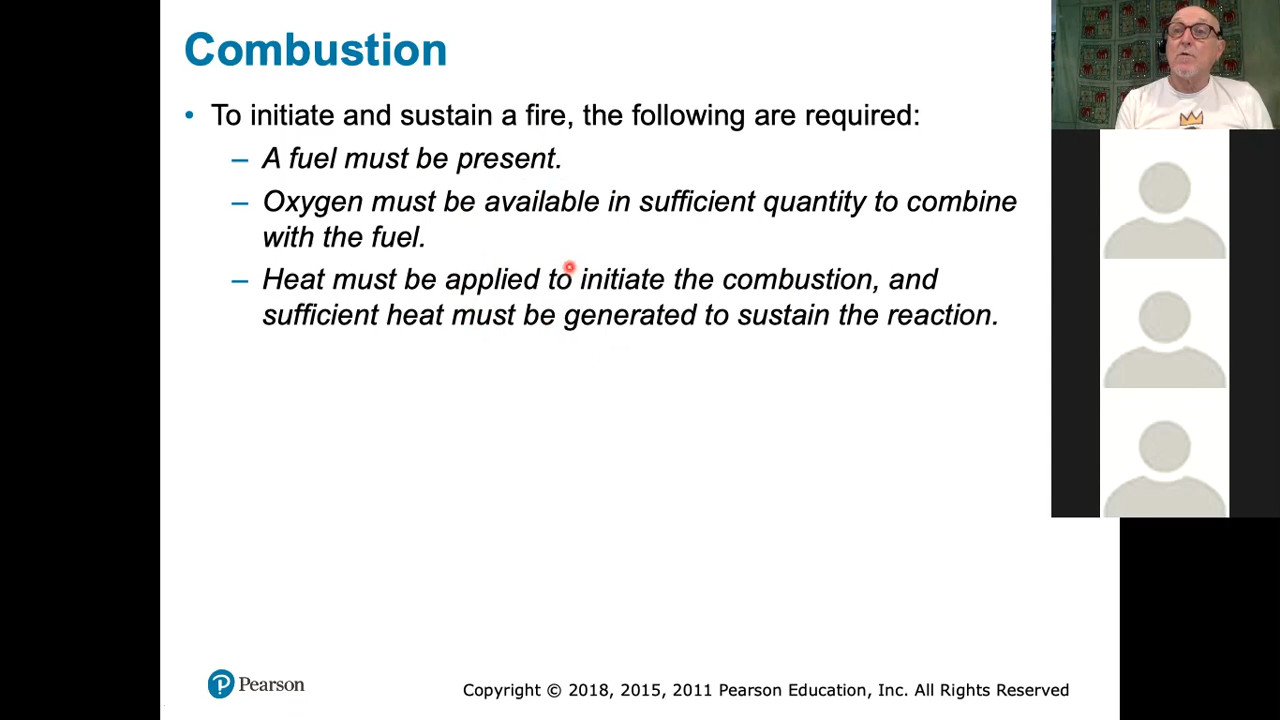 Combustion
• To initiate and sustain a fire, the following are required:
– A fuel must be present.
– Oxygen must be available in sufficient quantity to combine
with the fuel.
– Heat must be applied to initiate the combustion, and
sufficient heat must be generated to sustain the reaction.
Pearson
Copyright © 2018, 2015, 2011 Pearson Education, Inc. All Rights Reserved